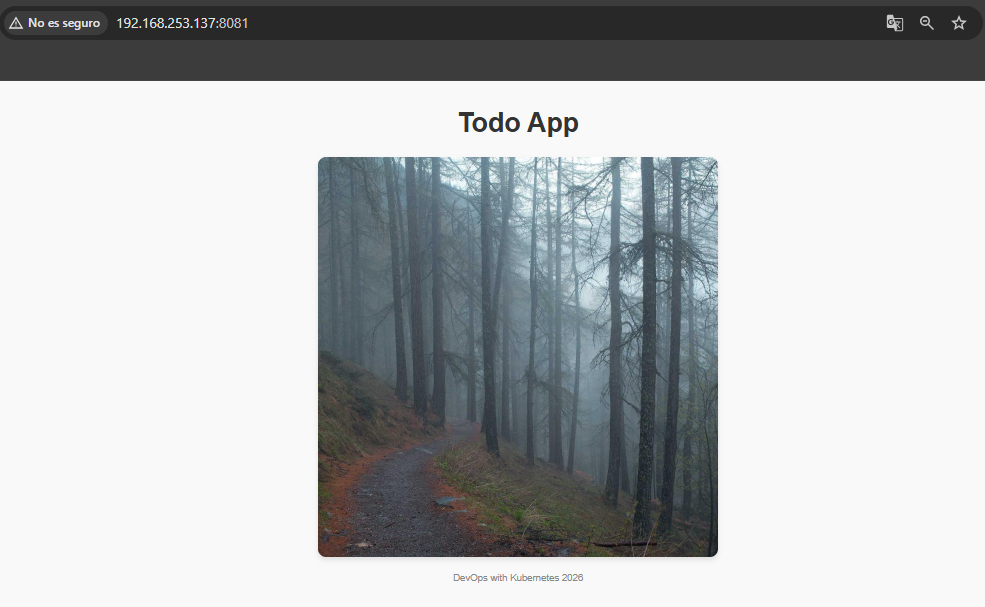 No es seguro 192.168.253.137:8081
Todo App
DevOps with Kubernetes 2026